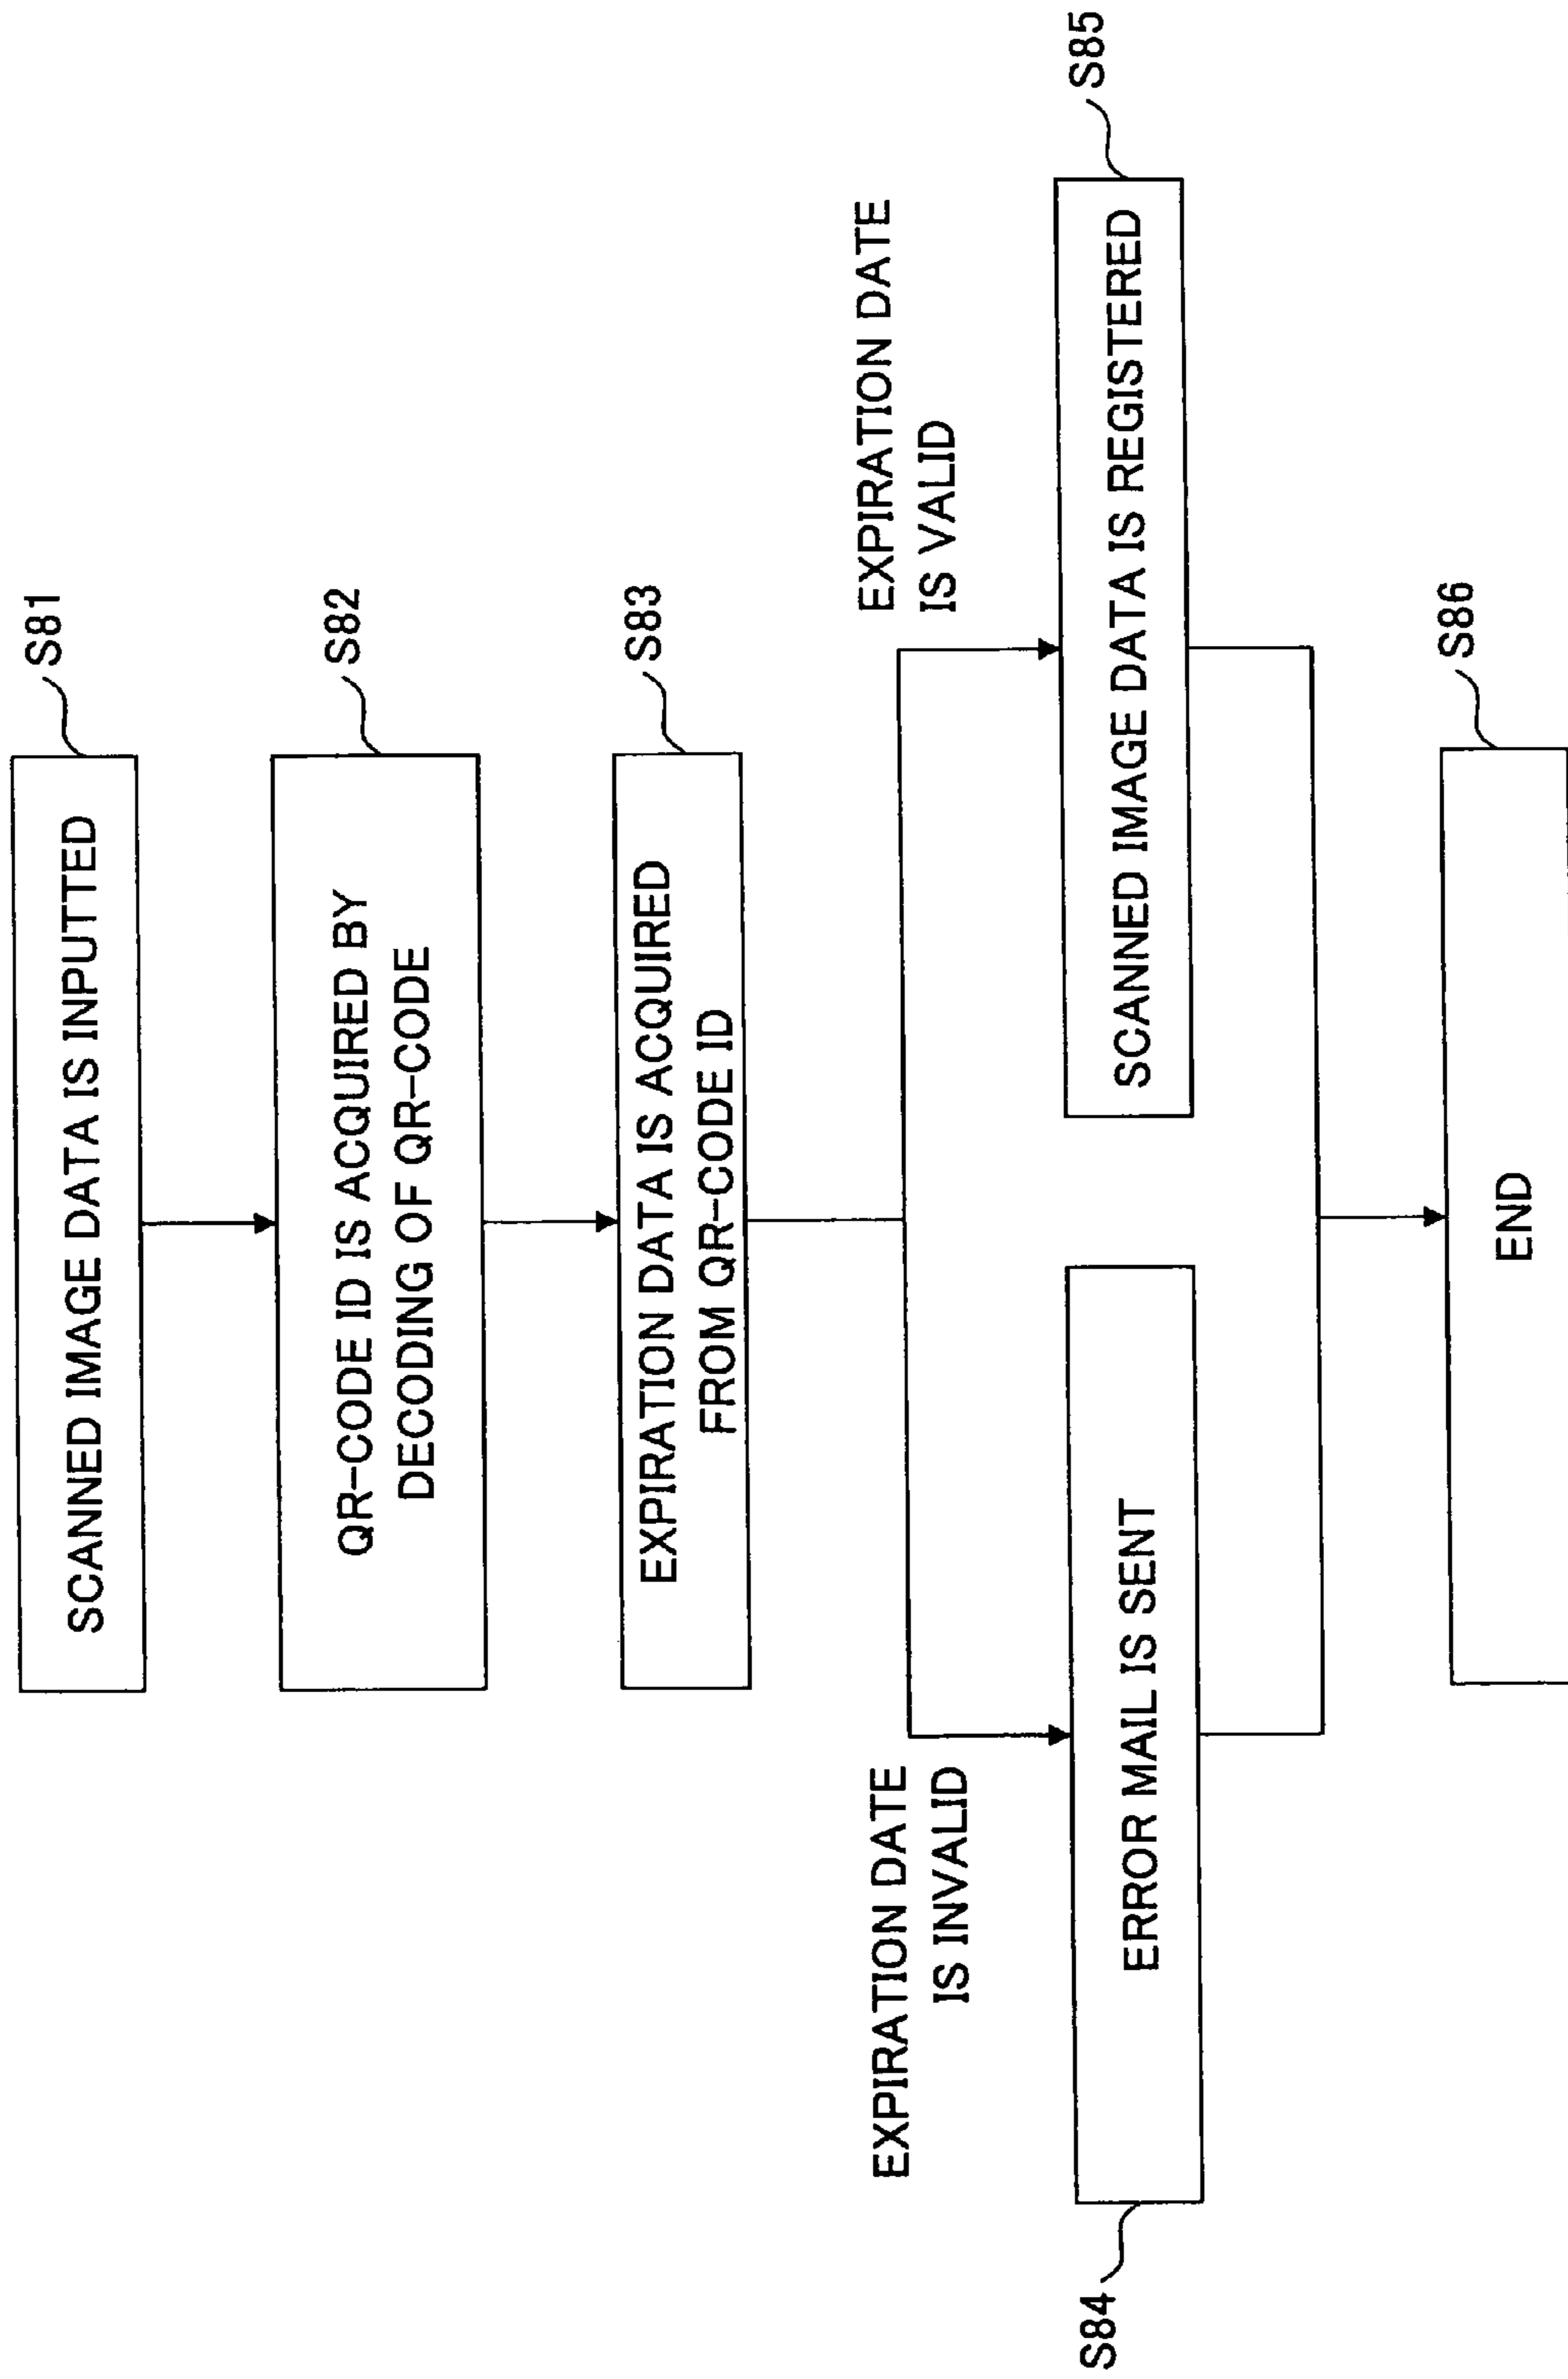 S81
SCANNED IMAGE DATA IS INPUTTED
S82
QR-CODE ID IS ACQUIRED BY
DECODING OF QR-CODE
S83
EXPIRATION DATA IS ACQUIRED
FROM QR-CODE ID
EXPIRATION DATE
IS INVALID
EXPIRATION DATE
IS VALID
S84
ERROR MAIL IS SENT
S85
SCANNED IMAGE DATA IS REGISTERED
S86
END